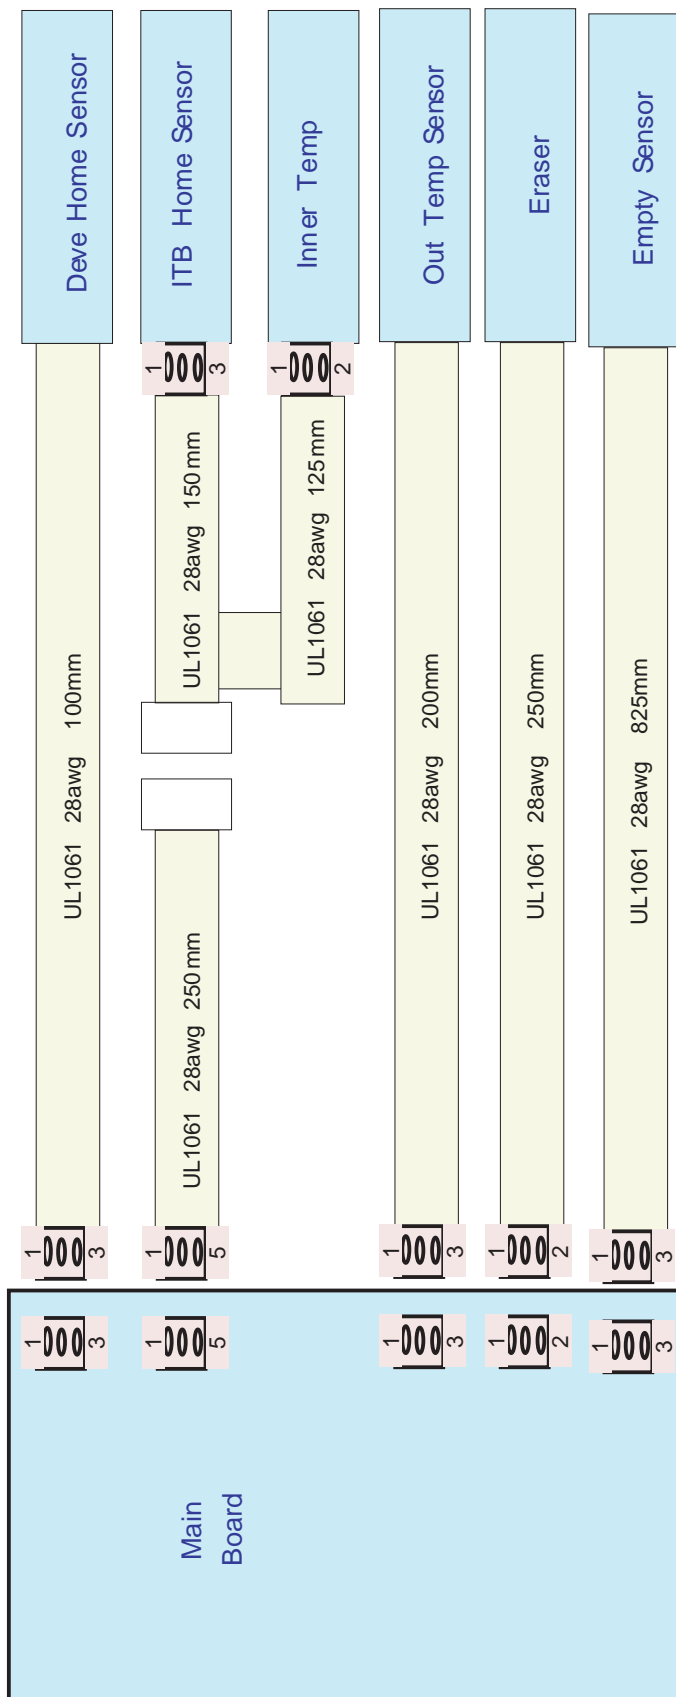 Deve Home Sensor
ITB Home Sensor
Inner Temp
Out Temp Sensor
Eraser
Empty Sensor
1
3
1
2
UL1061 28awg 100mm
UL1061 28awg 150mm
UL1061 28awg 125mm
UL1061 28awg 250mm
UL1061 28awg 200mm
UL1061 28awg 250mm
UL1061 28awg 825mm
1
3
1
5
1
3
1
2
1
3
1
3
1
5
1
3
1
2
1
3
Main
Board